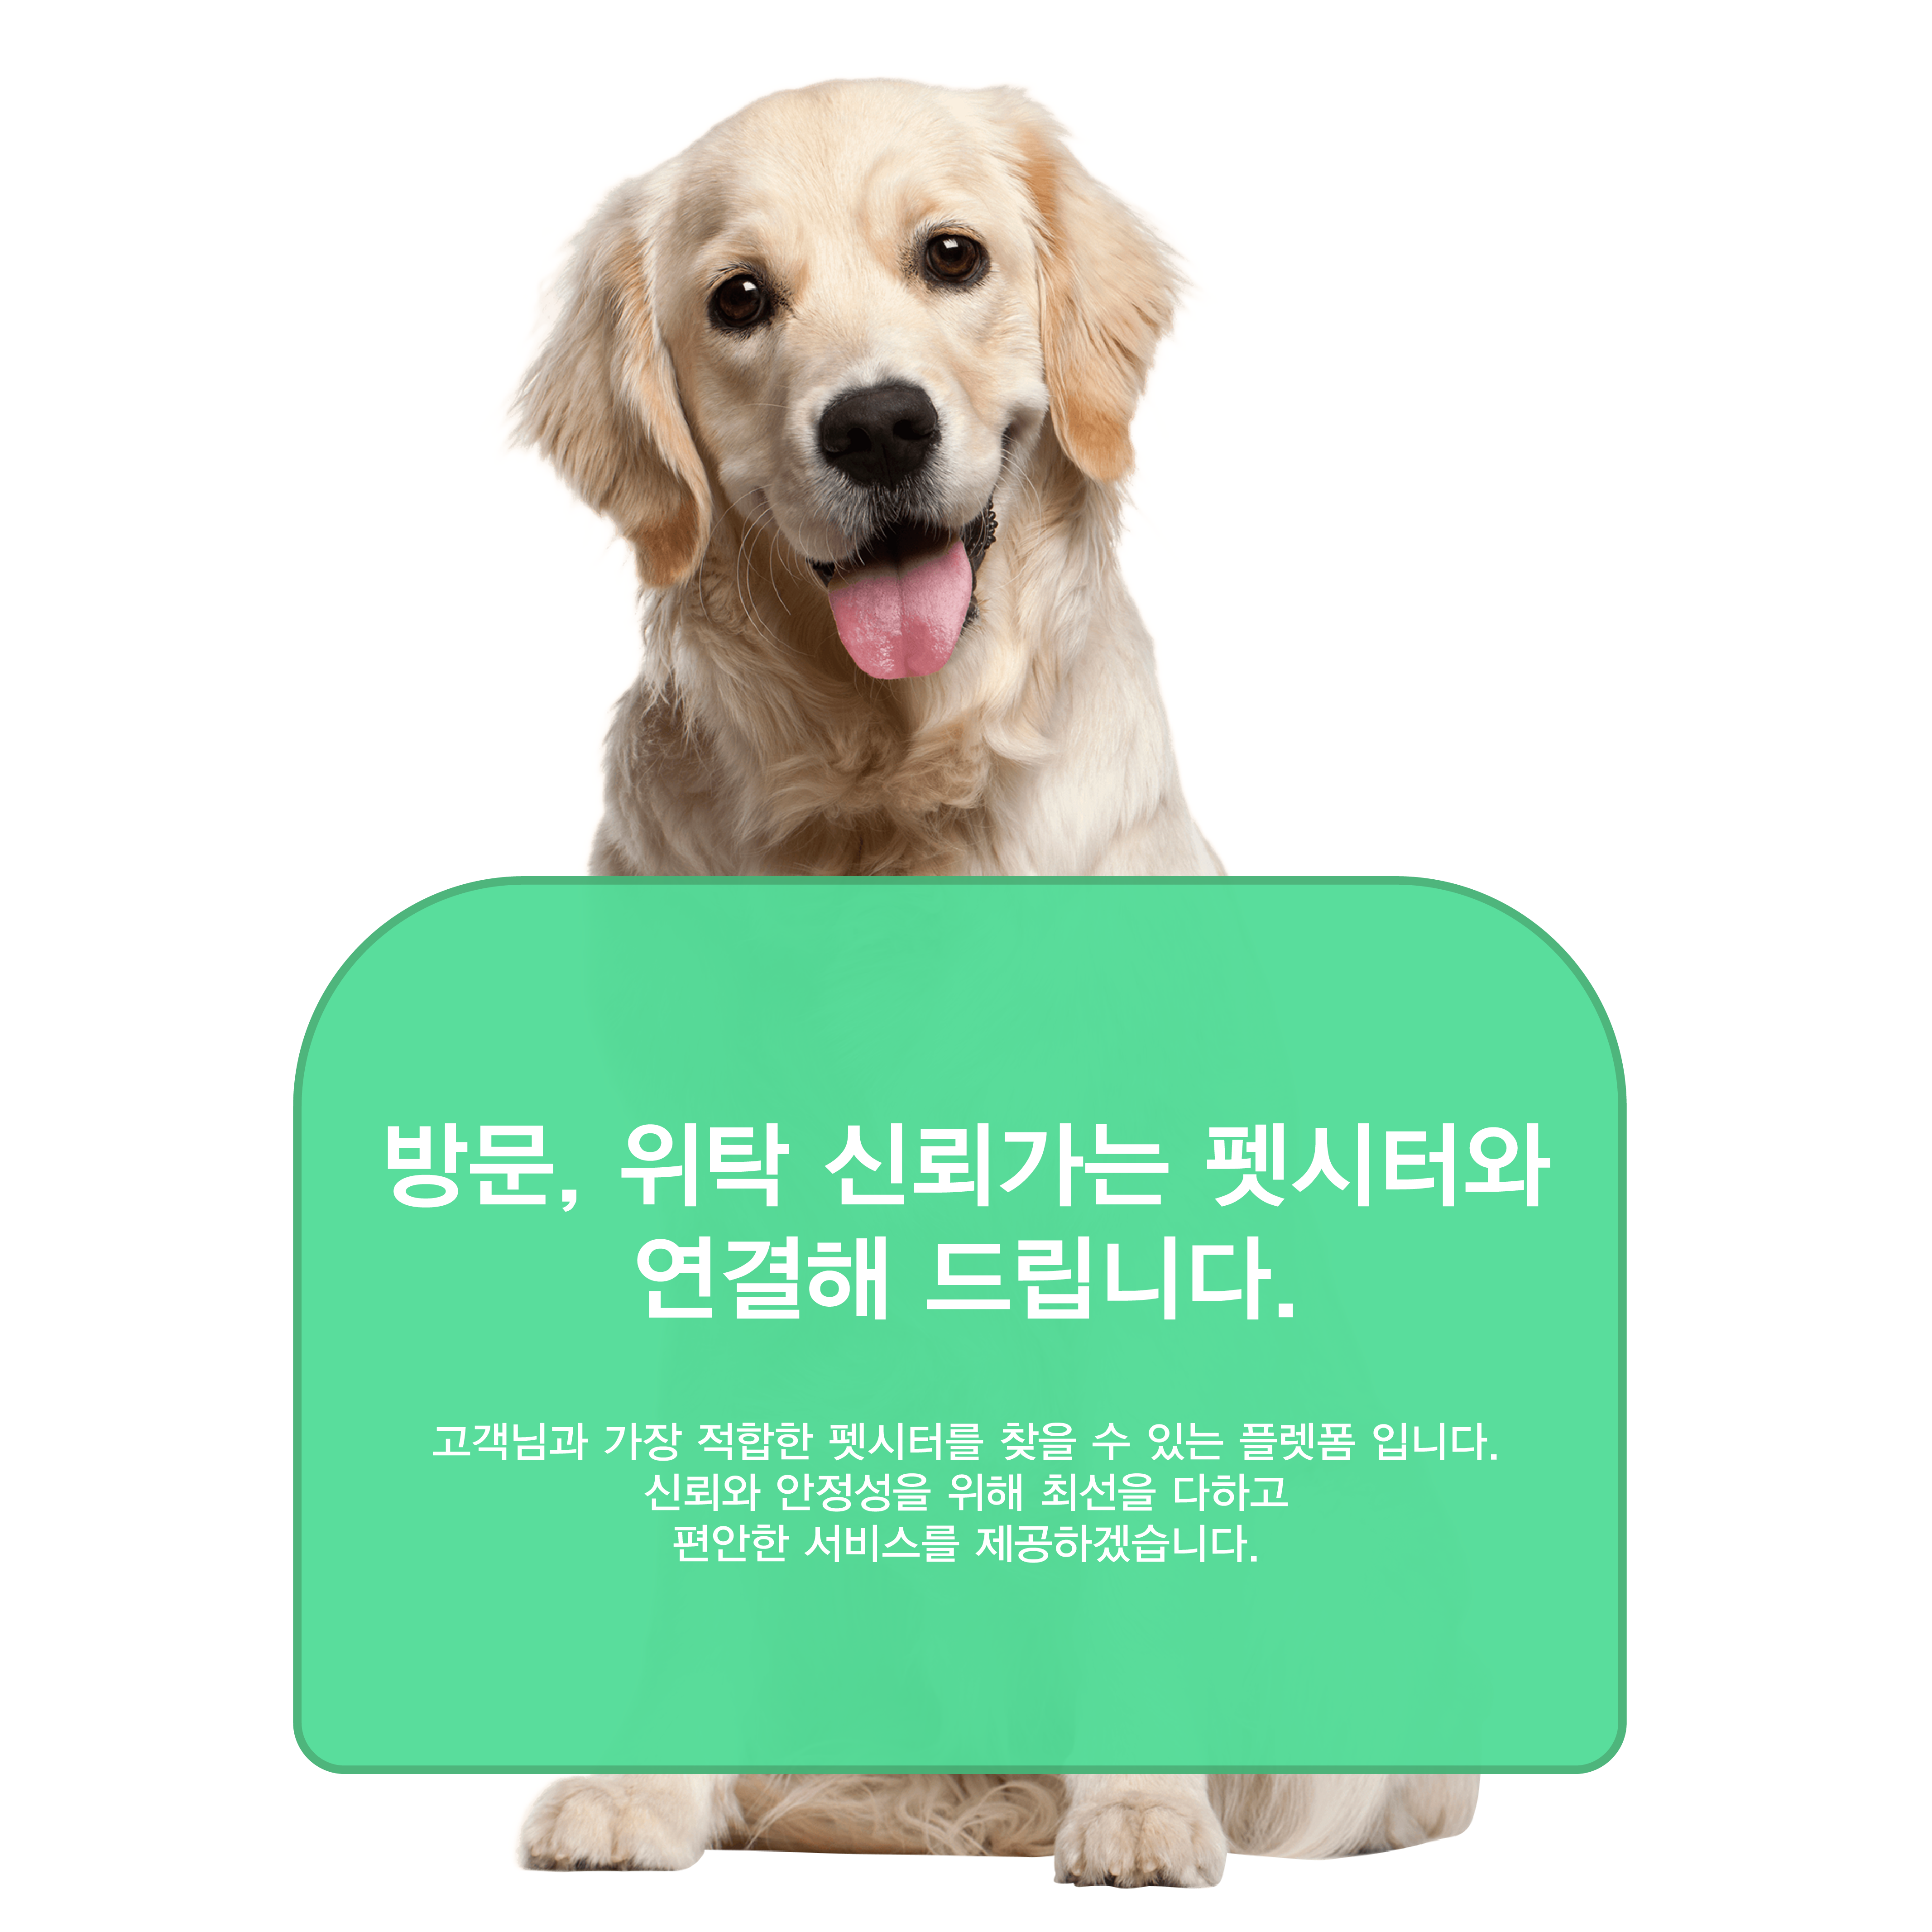 방문, 위탁 신뢰가는 펫시터와
연결해 드립니다.
고객님과 가장 적합한 펫시터를 찾을 수 있는 플렛폼 입니다.
신뢰와 안정성을 위해 최선을 다하고
편안한 서비스를 제공하겠습니다.